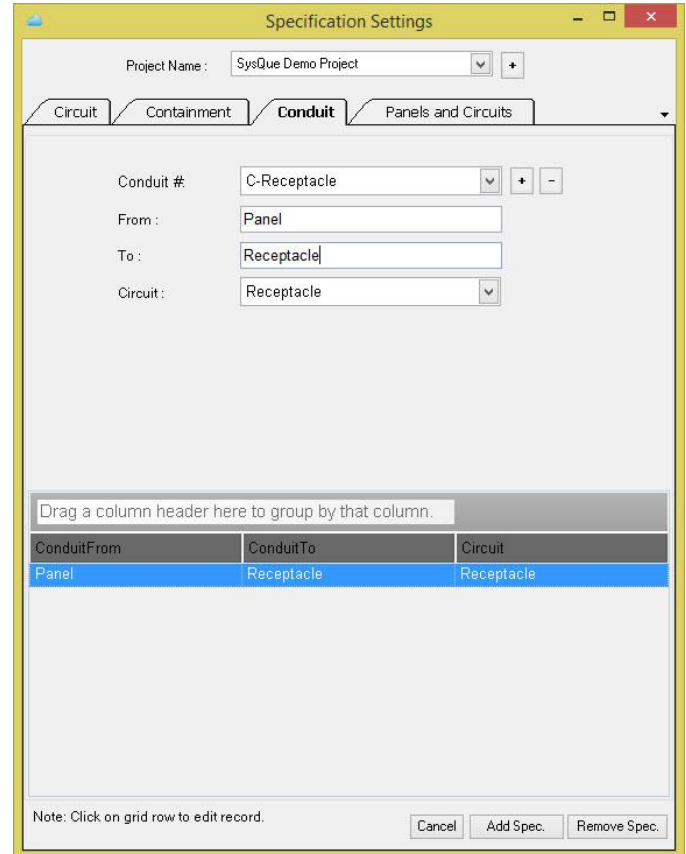 Specification Settings
Project Name : SysQue Demo Project +
Circuit Containment Conduit Panels and Circuits
Conduit #: C-Receptacle + -
From : Panel
To : Receptacle
Circuit : Receptacle
Drag a column header here to group by that column.
ConduitFrom ConduitTo Circuit
Panel Receptacle Receptacle
Note: Click on grid row to edit record.
Cancel Add Spec. Remove Spec.